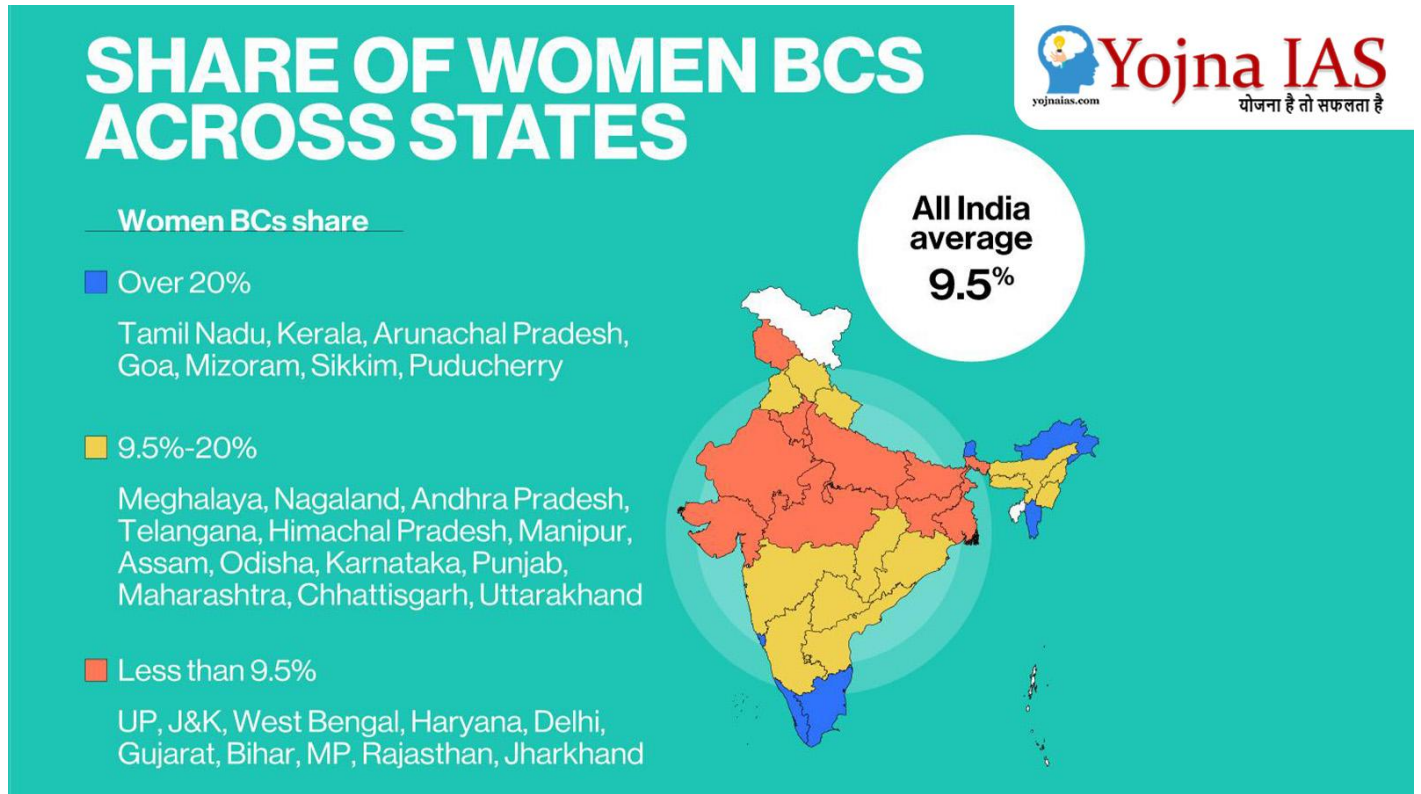 SHARE OF WOMEN BCS
ACROSS STATES
Yojna IAS
yojnaias.com
योजना है तो सफलता है
All India
average
9.5%
Women BCs share
Over 20%
Tamil Nadu, Kerala, Arunachal Pradesh,
Goa, Mizoram, Sikkim, Puducherry
9.5%-20%
Meghalaya, Nagaland, Andhra Pradesh,
Telangana, Himachal Pradesh, Manipur,
Assam, Odisha, Karnataka, Punjab,
Maharashtra, Chhattisgarh, Uttarakhand
Less than 9.5%
UP, J&K, West Bengal, Haryana, Delhi,
Gujarat, Bihar, MP, Rajasthan, Jharkhand